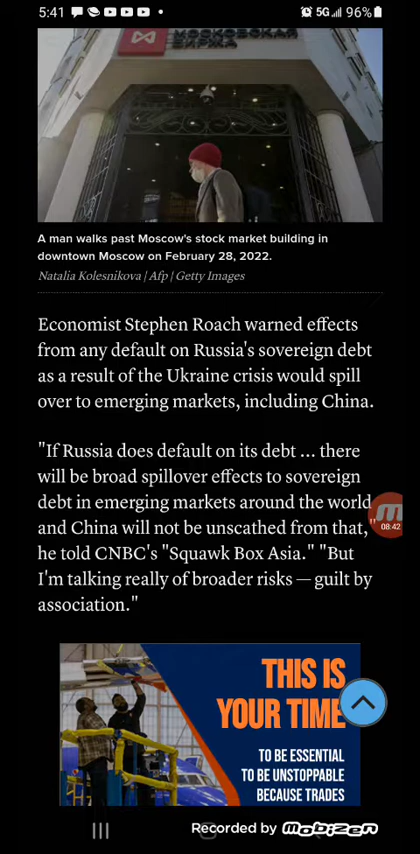 5:41
5G
96%
МОСКОВСКАЯ
БИРЖА
A man walks past Moscow's stock market building in
downtown Moscow on February 28, 2022.
Natalia Kolesnikova | Afp | Getty Images
Economist Stephen Roach warned effects
from any default on Russia's sovereign debt
as a result of the Ukraine crisis would spill
over to emerging markets, including China.
"If Russia does default on its debt ... there
will be broad spillover effects to sovereign
debt in emerging markets around the world
and China will not be unscathed from that,"
08:42
he told CNBC's "Squawk Box Asia." "But
I'm talking really of broader risks — guilt by
association."
THIS IS
YOUR TIME
TO BE ESSENTIAL
TO BE UNSTOPPABLE
BECAUSE TRADES
Recorded by mobizen